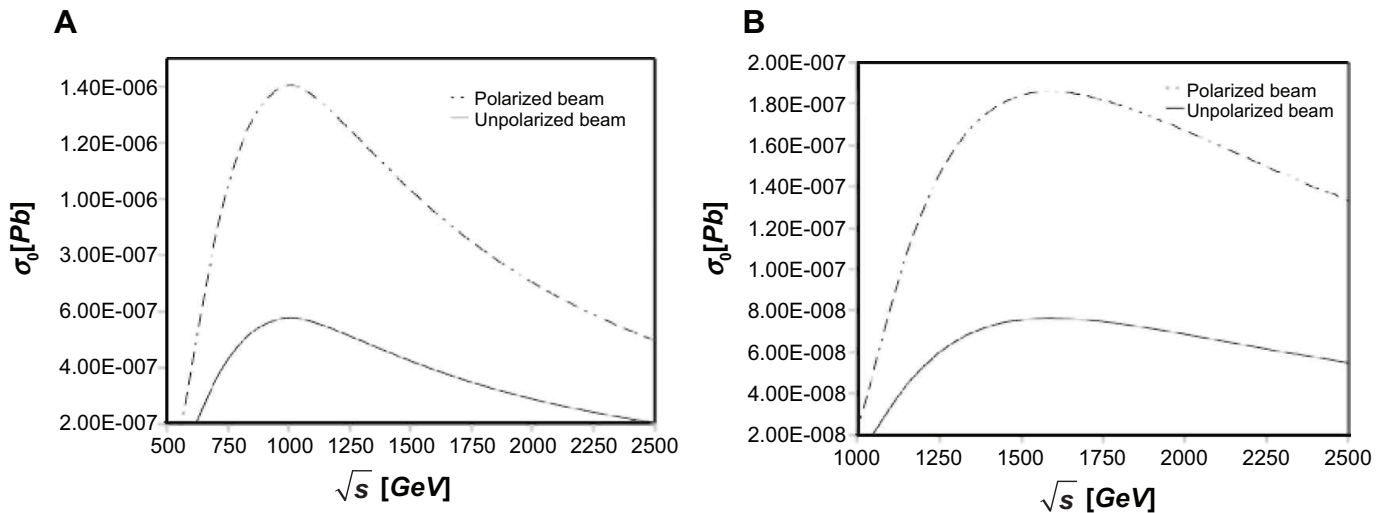 A
1.40E-006
1.20E-006
1.00E-006
3.00E-007
6.00E-007
4.00E-007
2.00E-007
500 750 1000 1250 1500 1750 2000 2250 2500
σ0[Pb]
√s [GeV]
Polarized beam
Unpolarized beam
B
2.00E-007
1.80E-007
1.60E-007
1.40E-007
1.20E-007
1.00E-007
8.00E-008
6.00E-008
4.00E-008
2.00E-008
1000 1250 1500 1750 2000 2250 2500
σ0[Pb]
√s [GeV]
Polarized beam
Unpolarized beam